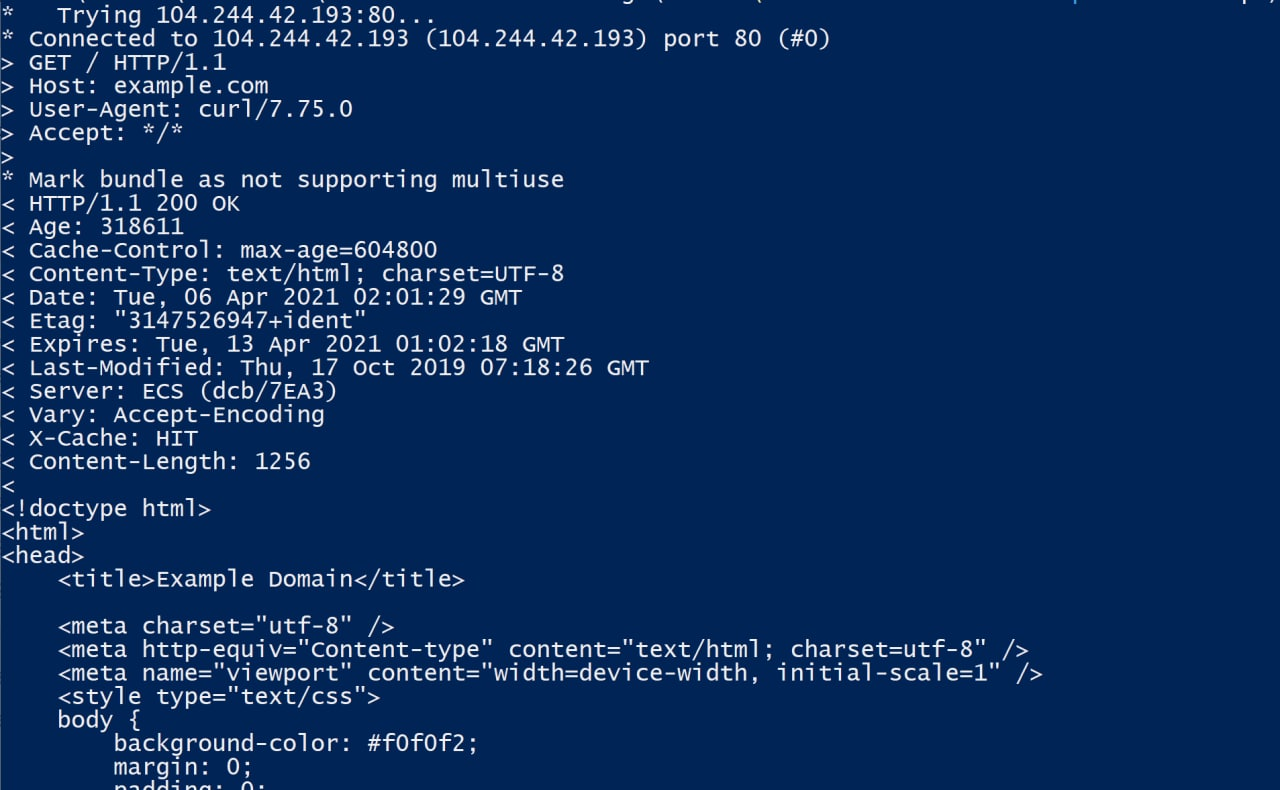 *   Trying 104.244.42.193:80...
* Connected to 104.244.42.193 (104.244.42.193) port 80 (#0)
> GET / HTTP/1.1
> Host: example.com
> User-Agent: curl/7.75.0
> Accept: */*
>
* Mark bundle as not supporting multiuse
< HTTP/1.1 200 OK
< Age: 318611
< Cache-Control: max-age=604800
< Content-Type: text/html; charset=UTF-8
< Date: Tue, 06 Apr 2021 02:01:29 GMT
< Etag: "3147526947+ident"
< Expires: Tue, 13 Apr 2021 01:02:18 GMT
< Last-Modified: Thu, 17 Oct 2019 07:18:26 GMT
< Server: ECS (dcb/7EA3)
< Vary: Accept-Encoding
< X-Cache: HIT
< Content-Length: 1256
<
<!doctype html>
<html>
<head>
    <title>Example Domain</title>

    <meta charset="utf-8" />
    <meta http-equiv="Content-type" content="text/html; charset=utf-8" />
    <meta name="viewport" content="width=device-width, initial-scale=1" />
    <style type="text/css">
    body {
        background-color: #f0f0f2;
        margin: 0;
        padding: 0;